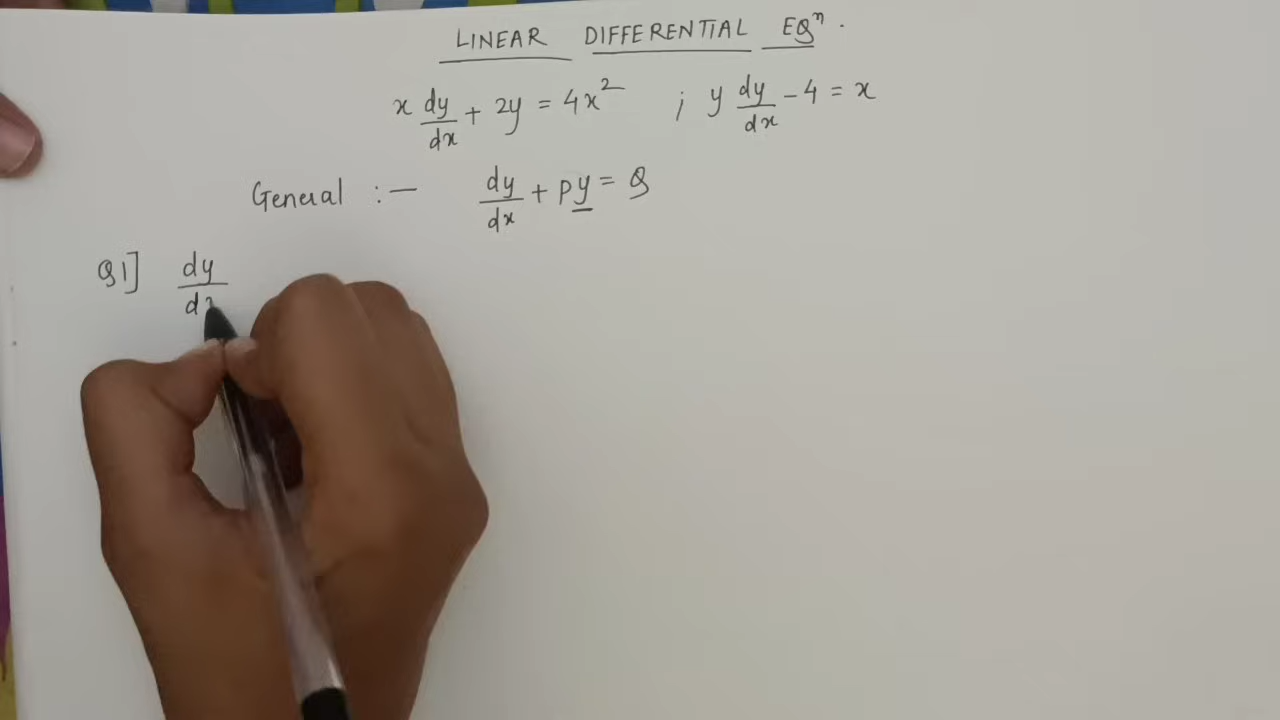 LINEAR DIFFERENTIAL EQⁿ.
x dy/dx + 2y = 4x² ; y dy/dx - 4 = x
General :- dy/dx + Py = Q
Q1] dy/d